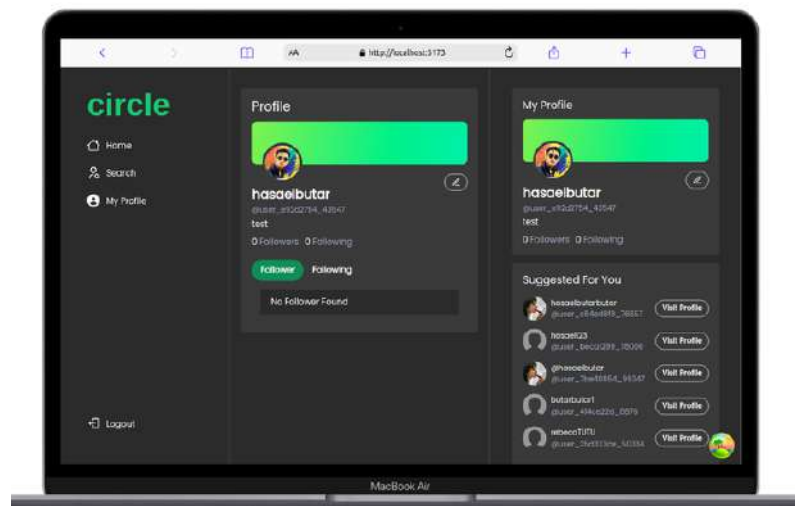 http://localhost:5173
circle
Home
Search
My Profile
Logout
Profile
hasaelbutar
test
0 Followers 0 Following
Follower Following
No Follower Found
My Profile
hasaelbutar
test
0 Followers 0 Following
Suggested For You
hasaelbutarbutar
Visit Profile
hasael123
Visit Profile
@hasaelbutar
Visit Profile
butarbutar1
Visit Profile
rebecaTUTU
Visit Profile
MacBook Air